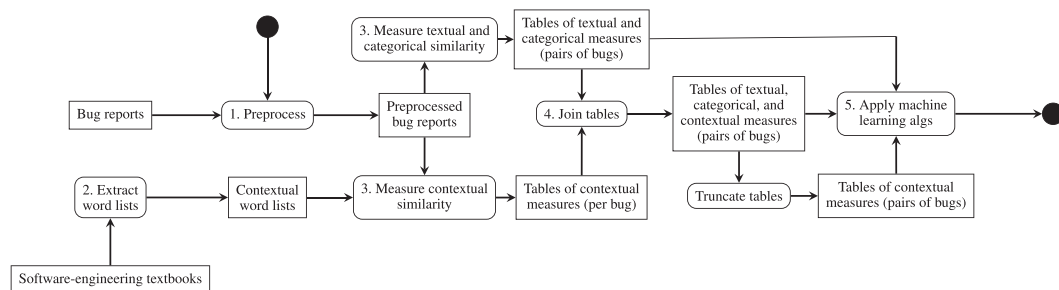 3. Measure textual and
categorical similarity
Tables of textual and
categorical measures
(pairs of bugs)
Bug reports
1. Preprocess
Preprocessed
bug reports
4. Join tables
Tables of textual,
categorical, and
contextual measures
(pairs of bugs)
5. Apply machine
learning algs
2. Extract
word lists
Contextual
word lists
3. Measure contextual
similarity
Tables of contextual
measures (per bug)
Truncate tables
Tables of contextual
measures (pairs of bugs)
Software-engineering textbooks